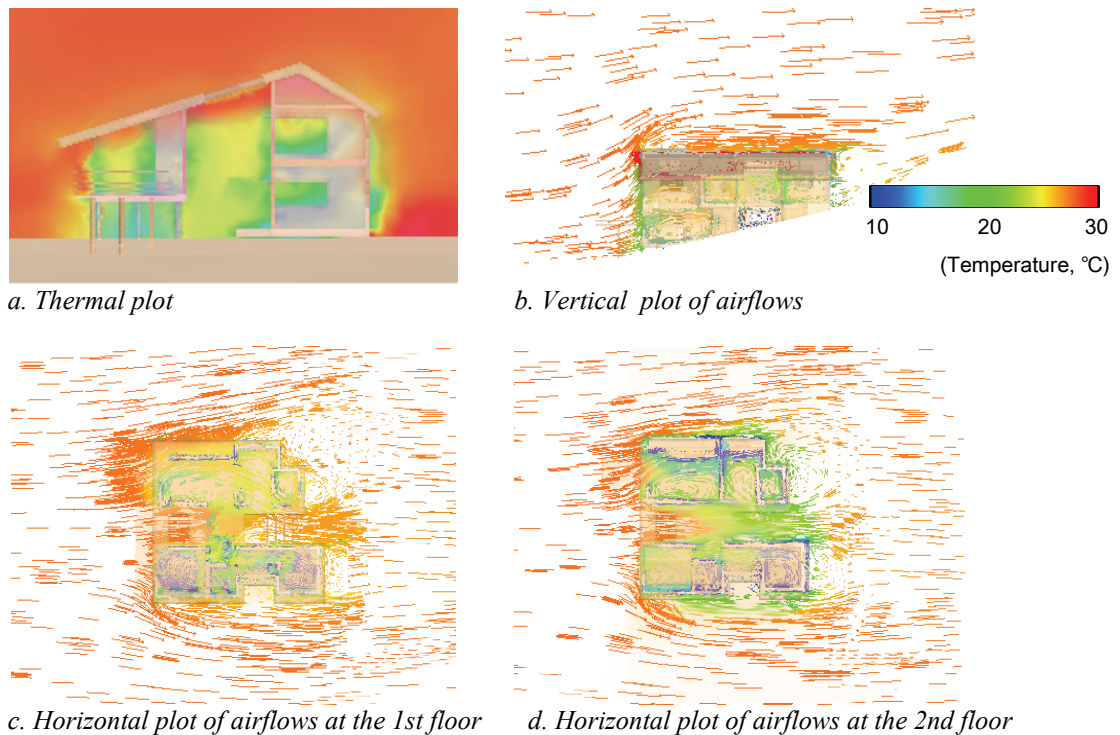 10 20 30
(Temperature, °C)
a. Thermal plot
b. Vertical plot of airflows
c. Horizontal plot of airflows at the 1st floor
d. Horizontal plot of airflows at the 2nd floor